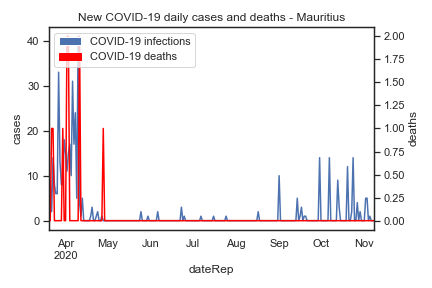 New COVID-19 daily cases and deaths - Mauritius
COVID-19 infections
COVID-19 deaths
40
30
20
10
0
cases
2.00
1.75
1.50
1.25
1.00
0.75
0.50
0.25
0.00
deaths
Apr May Jun Jul Aug Sep Oct Nov
2020
dateRep